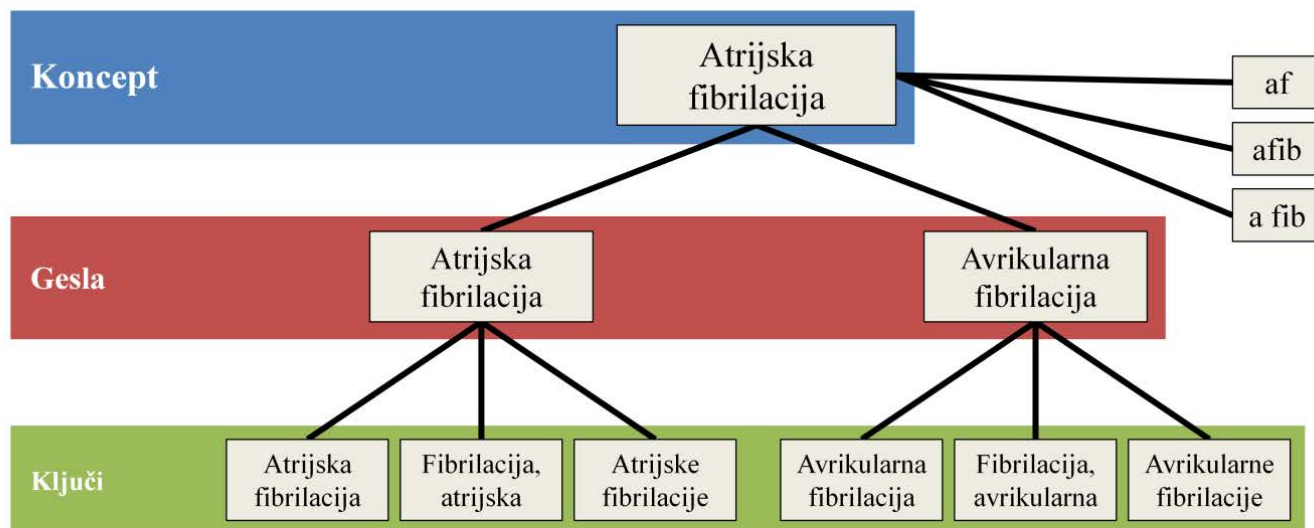 Koncept
Atrijska
fibrilacija
af
afib
a fib
Gesla
Atrijska
fibrilacija
Avrikularna
fibrilacija
Ključi
Atrijska
fibrilacija
Fibrilacija,
atrijska
Atrijske
fibrilacije
Avrikularna
fibrilacija
Fibrilacija,
avrikularna
Avrikularne
fibrilacije